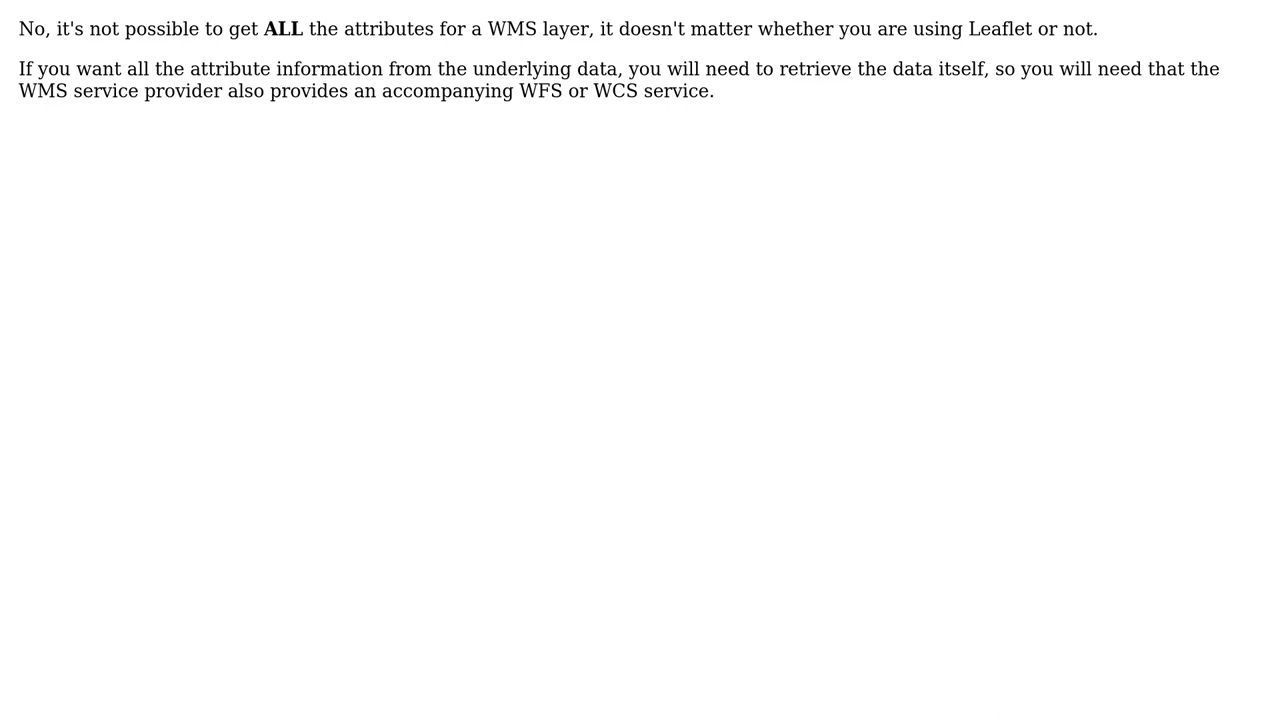 No, it's not possible to get ALL the attributes for a WMS layer, it doesn't matter whether you are using Leaflet or not.
If you want all the attribute information from the underlying data, you will need to retrieve the data itself, so you will need that the
WMS service provider also provides an accompanying WFS or WCS service.